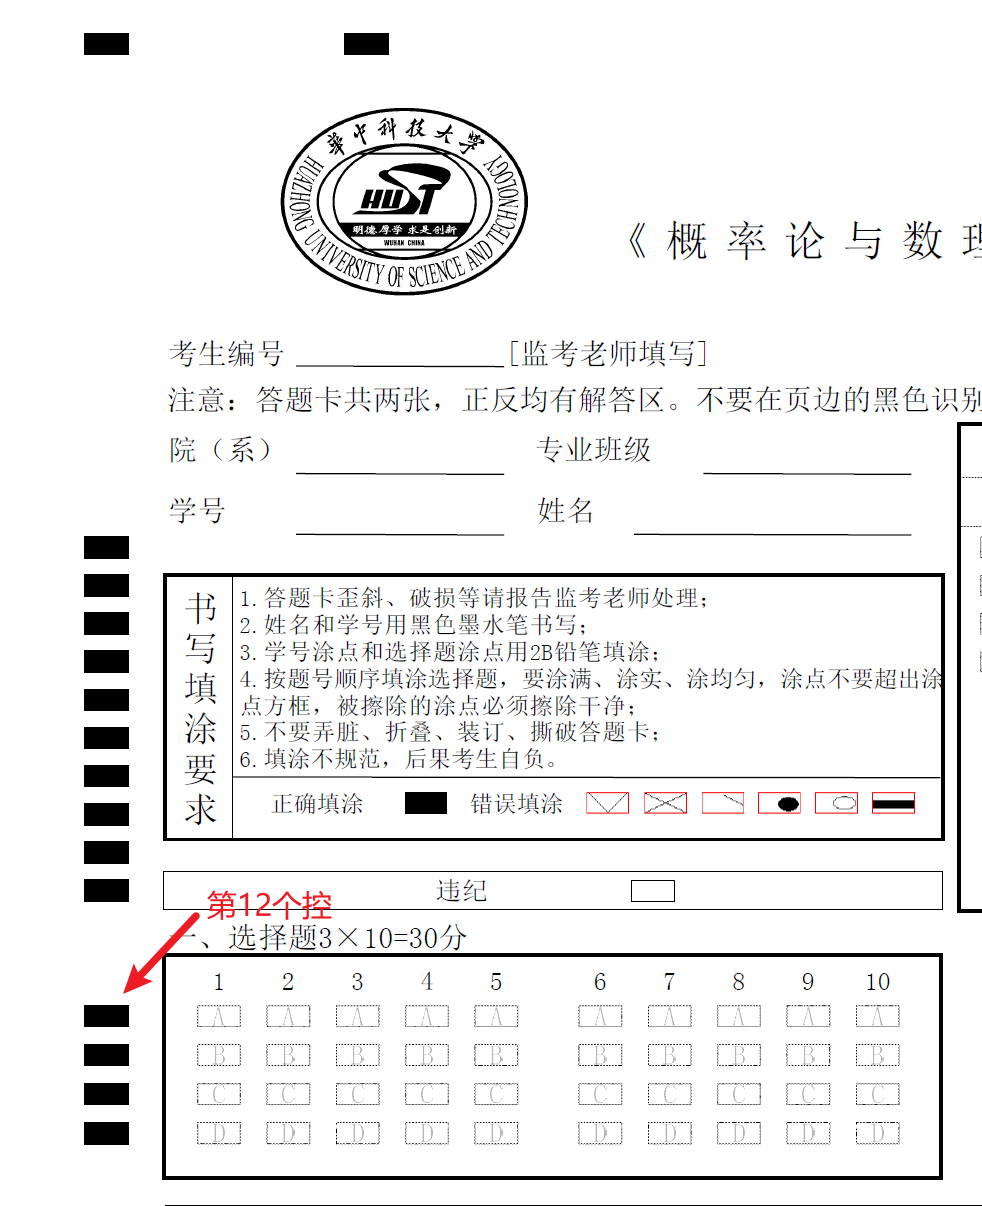 華中科技大学
HUAZHONG UNIVERSITY OF SCIENCE AND TECHNOLOGY
HUST
明德厚学 求是创新
WUHAN CHINA
《概率论与数理
考生编号 [监考老师填写]
注意：答题卡共两张，正反均有解答区。不要在页边的黑色识别
院（系） 专业班级
学号 姓名
书写填涂要求
1.答题卡歪斜、破损等请报告监考老师处理；
2.姓名和学号用黑色墨水笔书写；
3.学号涂点和选择题涂点用2B铅笔填涂；
4.按题号顺序填涂选择题，要涂满、涂实、涂均匀，涂点不要超出涂
点方框，被擦除的涂点必须擦除干净；
5.不要弄脏、折叠、装订、撕破答题卡；
6.填涂不规范，后果考生自负。
正确填涂 错误填涂
违纪
第12个控
一、选择题3×10=30分
1 2 3 4 5 6 7 8 9 10
A A A A A A A A A A
B B B B B B B B B B
C C C C C C C C C C
D D D D D D D D D D